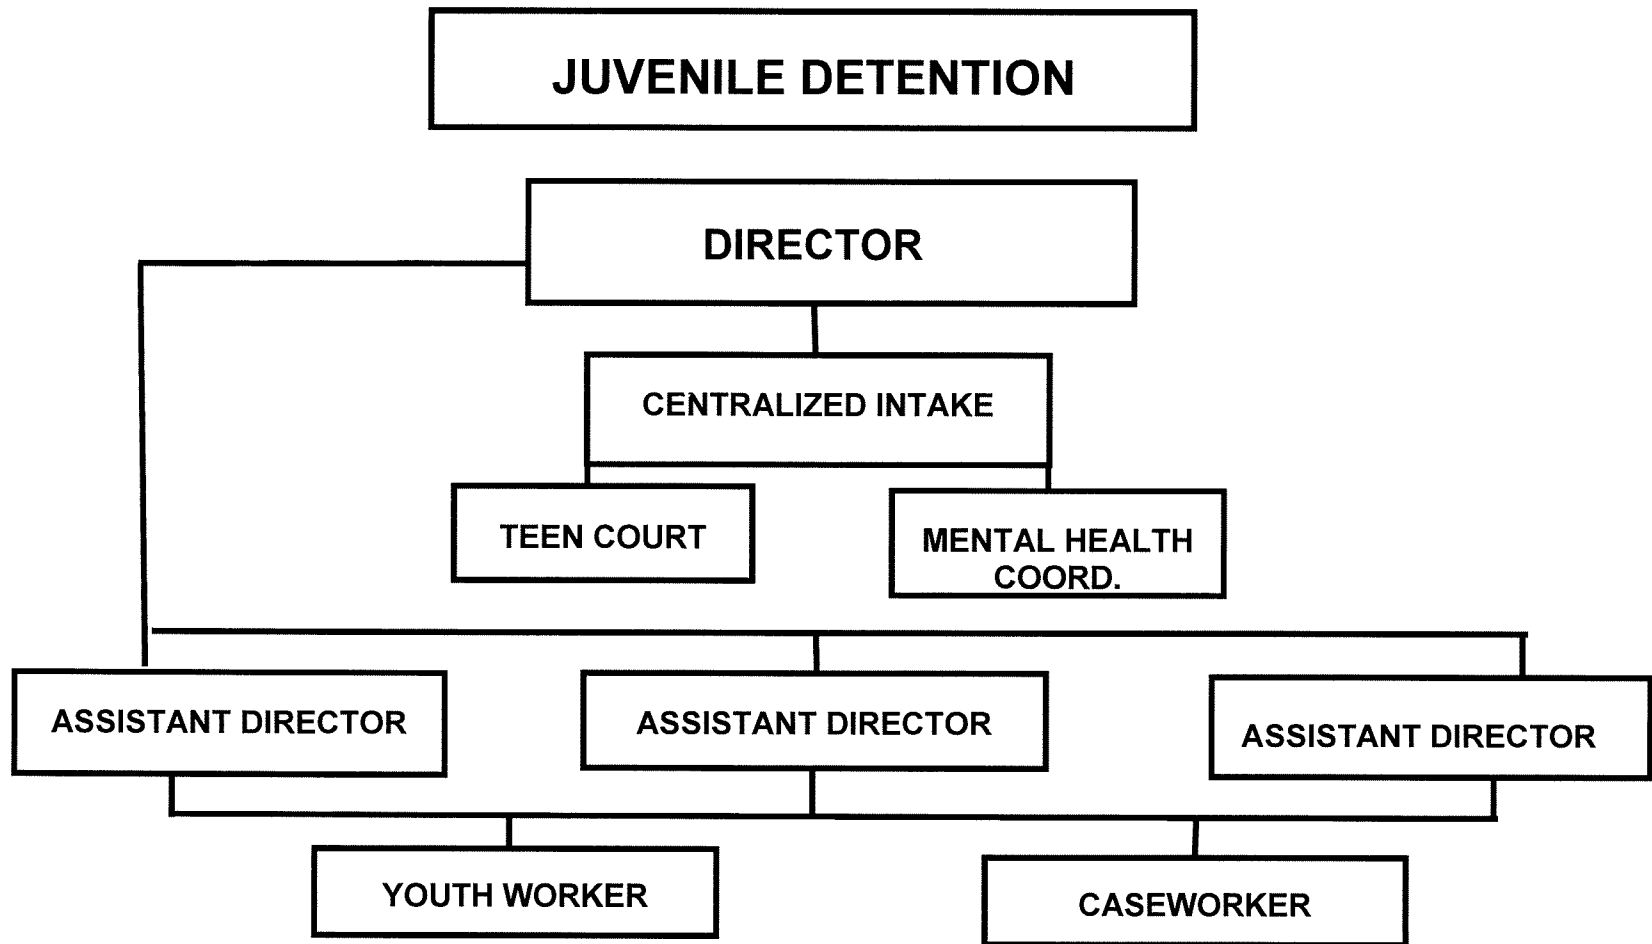 JUVENILE DETENTION
DIRECTOR
CENTRALIZED INTAKE
TEEN COURT
MENTAL HEALTH
COORD.
ASSISTANT DIRECTOR
ASSISTANT DIRECTOR
ASSISTANT DIRECTOR
YOUTH WORKER
CASEWORKER